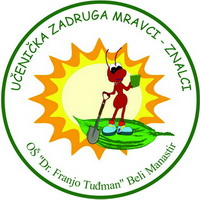 UČENIČKA ZADRUGA MRAVCI - ZNALCI
OŠ "Dr. Franjo Tuđman" Beli Manastir